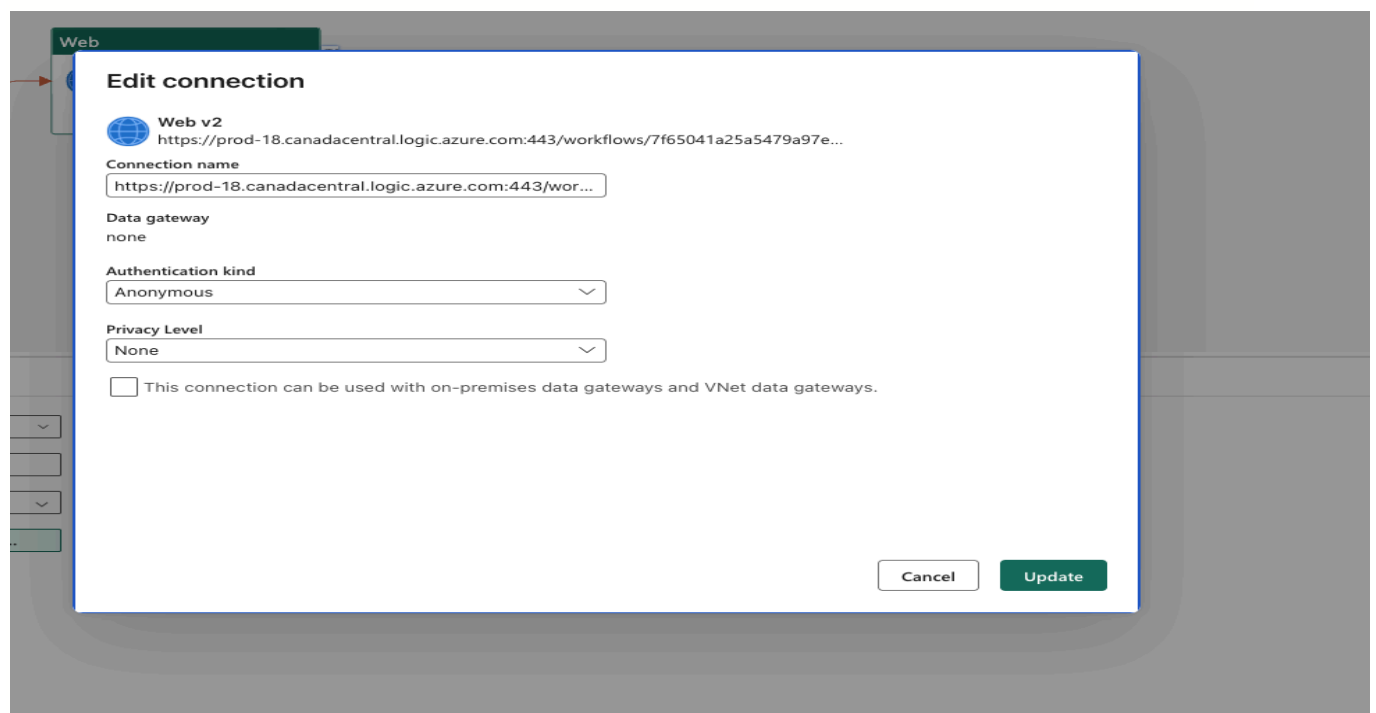 Web
Edit connection
Web v2
https://prod-18.canadacentral.logic.azure.com:443/workflows/7f65041a25a5479a97e...
Connection name
https://prod-18.canadacentral.logic.azure.com:443/wor...
Data gateway
none
Authentication kind
Anonymous
Privacy Level
None
This connection can be used with on-premises data gateways and VNet data gateways.
Cancel
Update